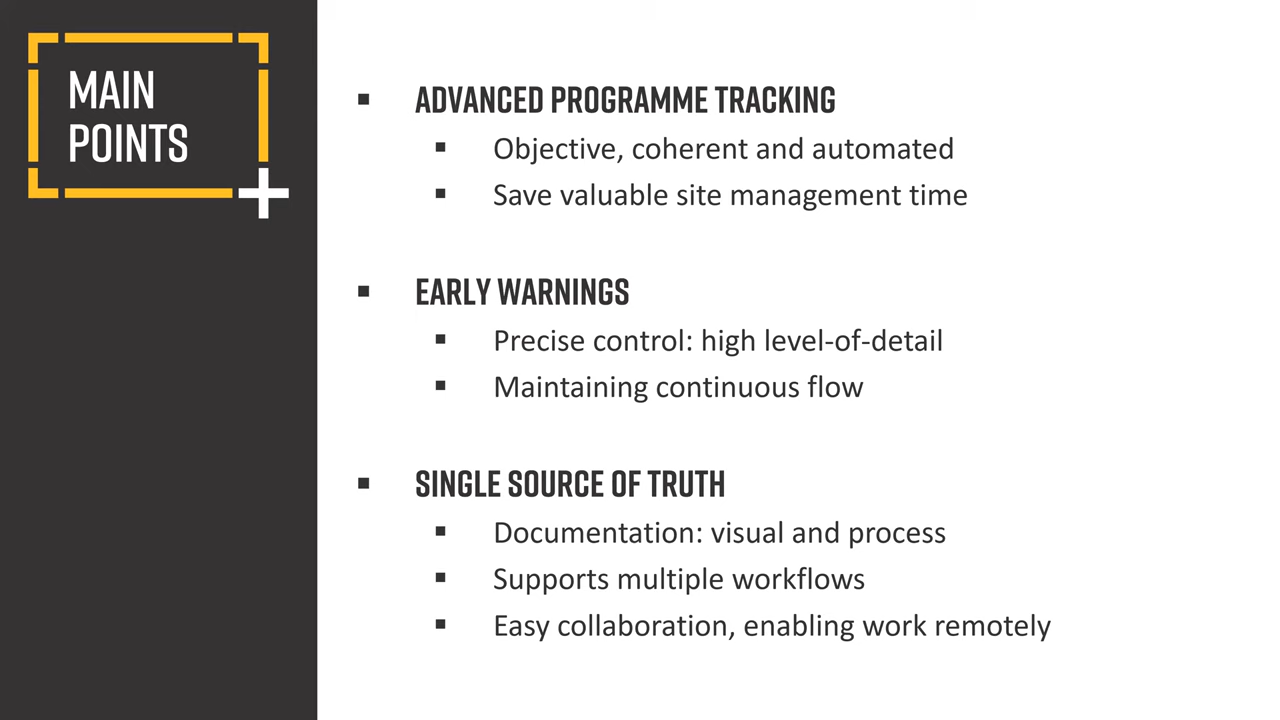 MAIN
POINTS
ADVANCED PROGRAMME TRACKING
Objective, coherent and automated
Save valuable site management time
EARLY WARNINGS
Precise control: high level-of-detail
Maintaining continuous flow
SINGLE SOURCE OF TRUTH
Documentation: visual and process
Supports multiple workflows
Easy collaboration, enabling work remotely